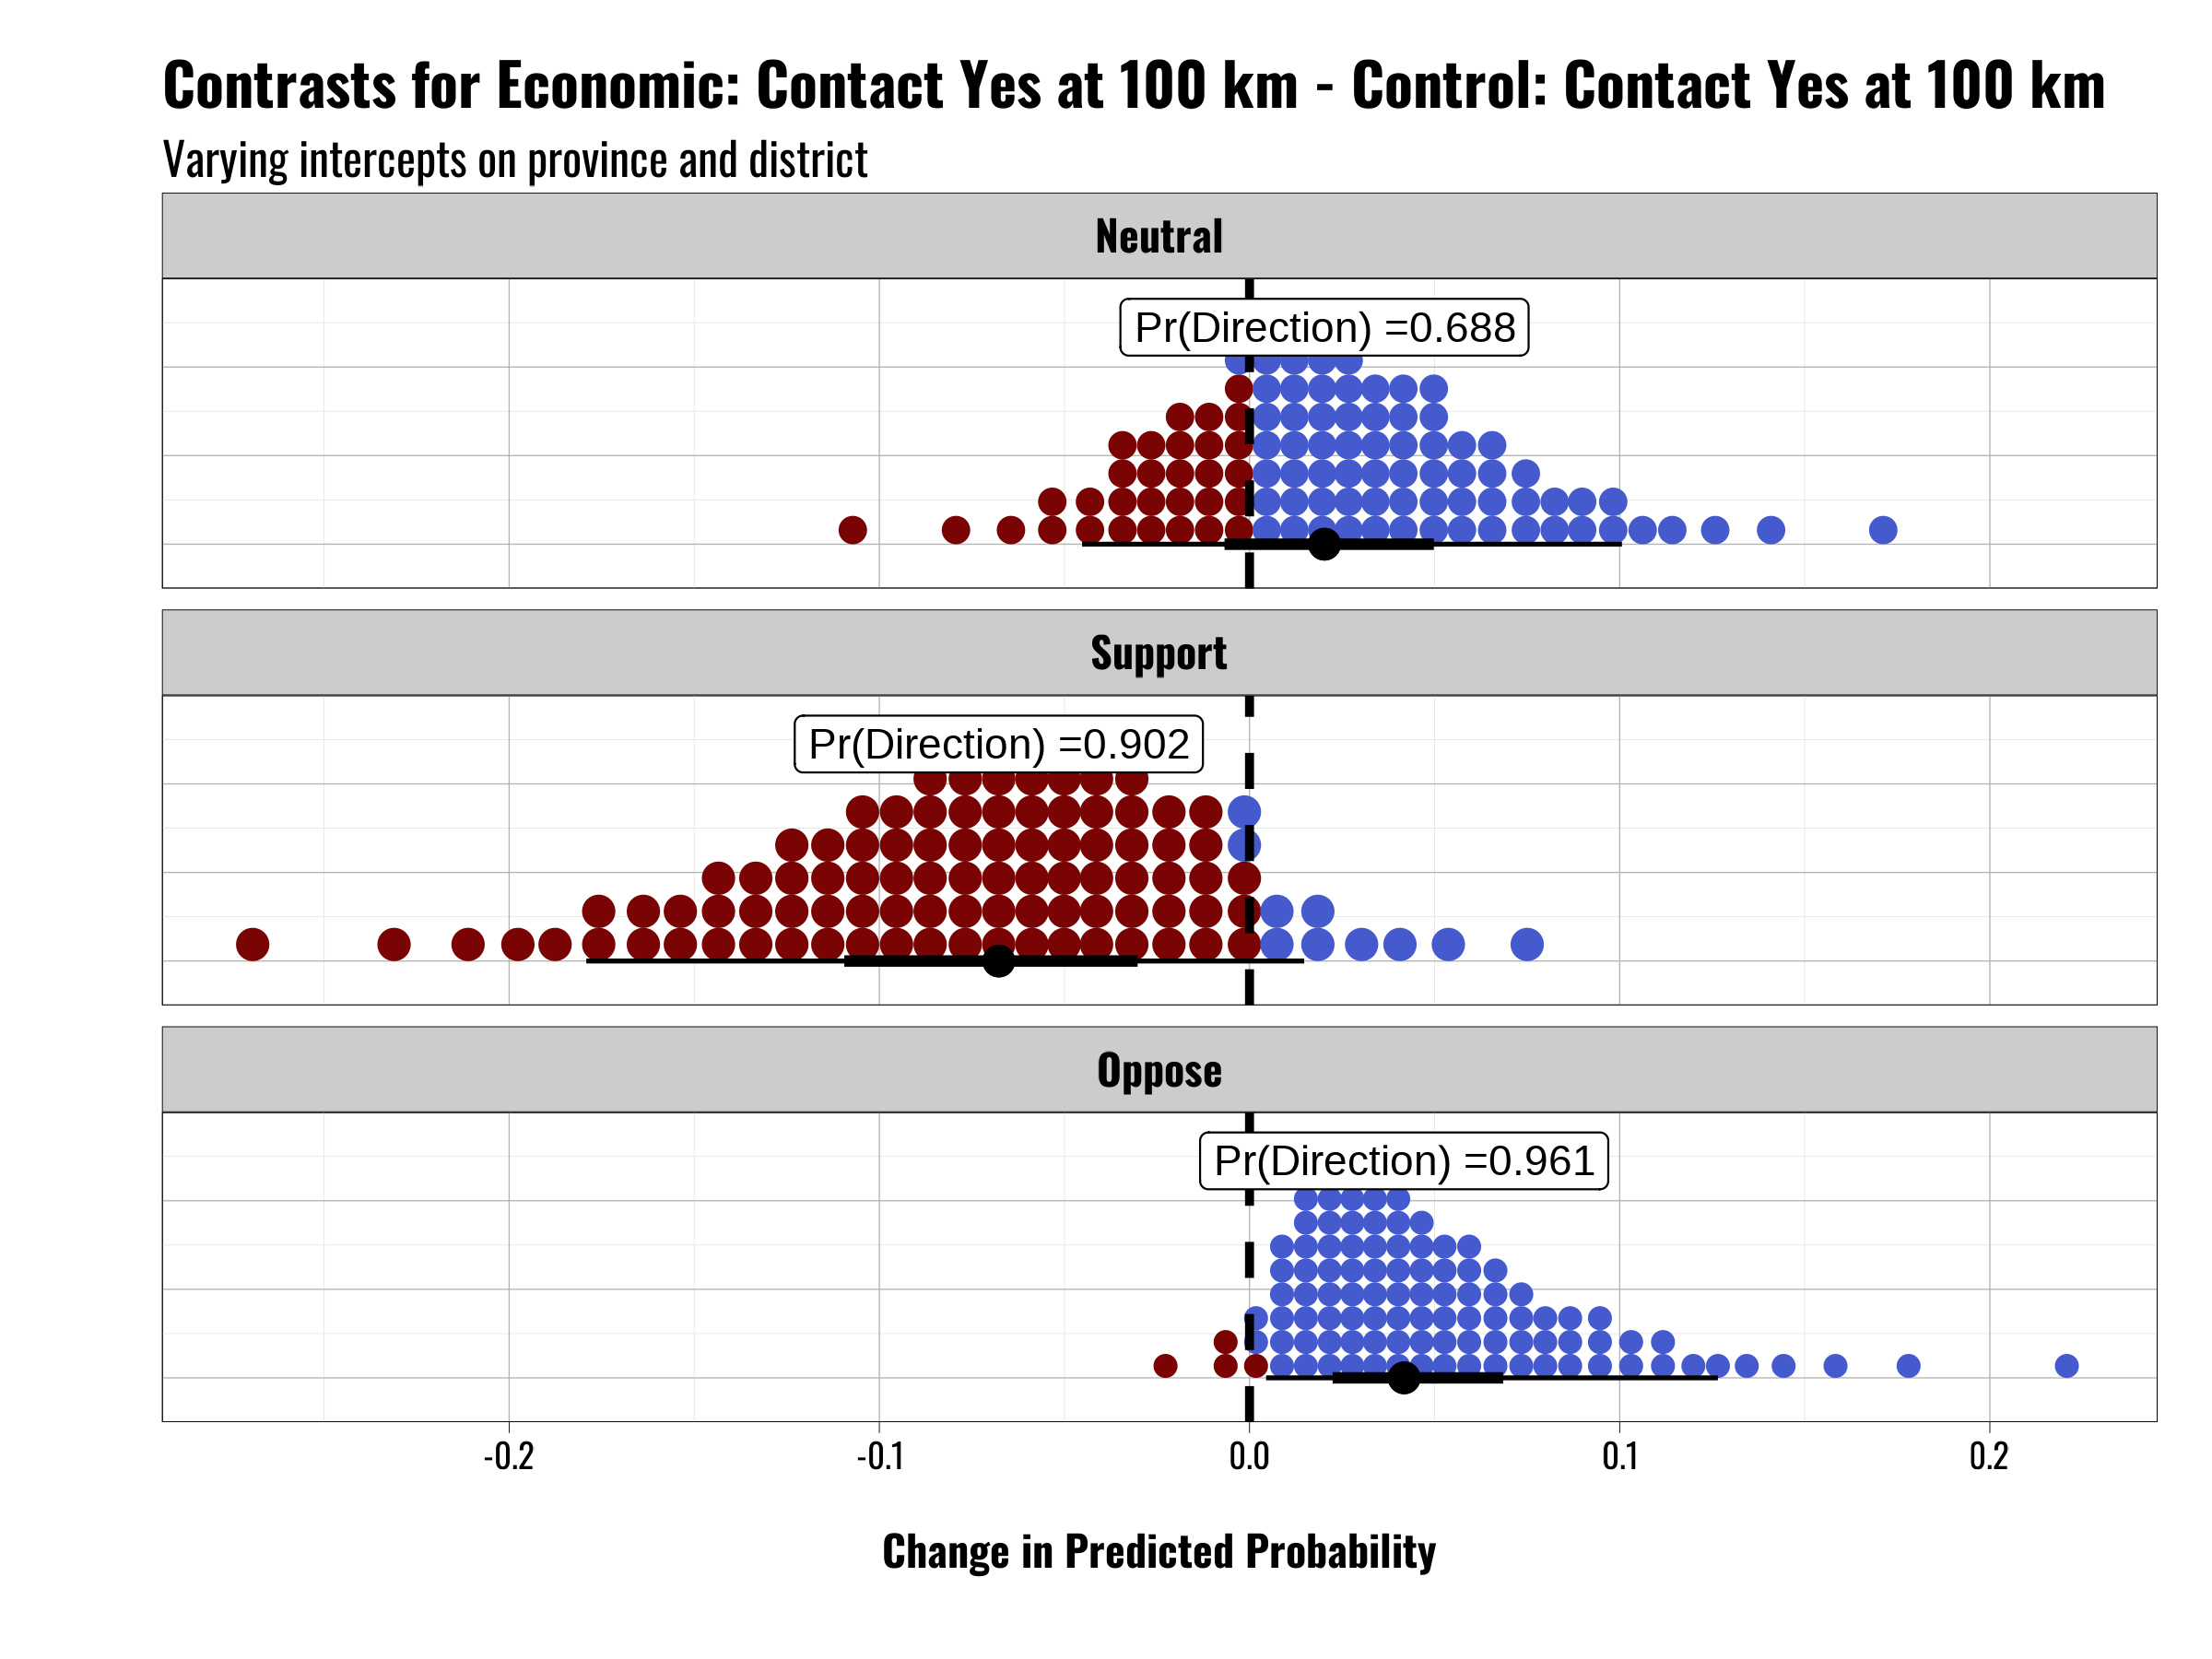 Contrasts for Economic: Contact Yes at 100 km - Control: Contact Yes at 100 km
Varying intercepts on province and district
Neutral
Pr(Direction) =0.688
Support
Pr(Direction) =0.902
Oppose
Pr(Direction) =0.961
-0.2 -0.1 0.0 0.1 0.2
Change in Predicted Probability